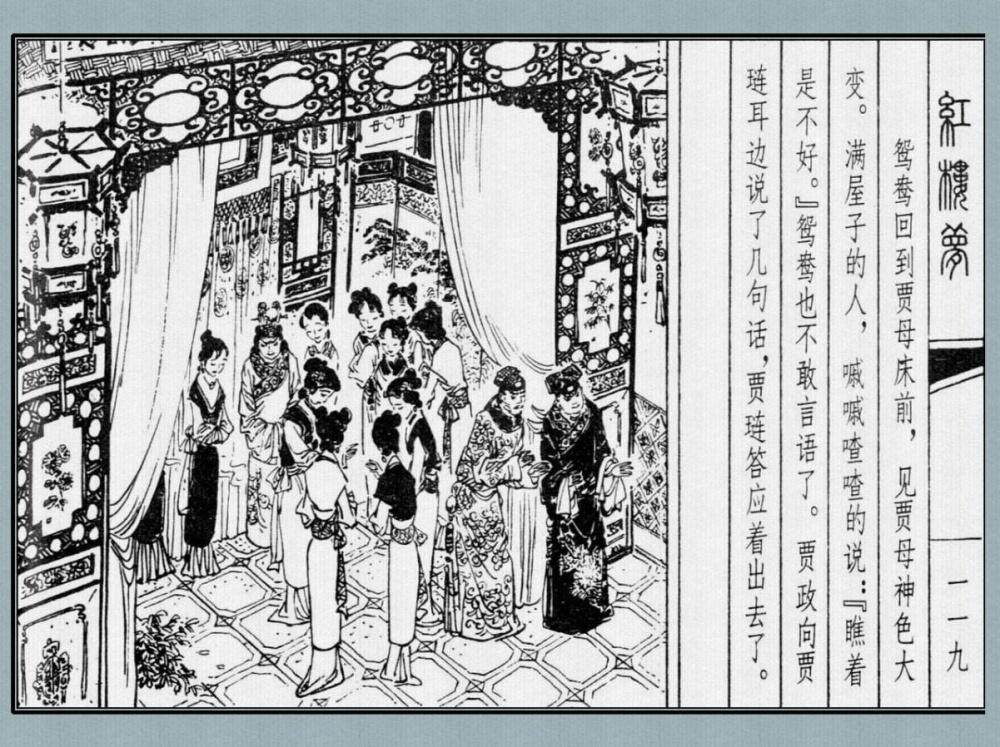 紅樓夢
一一九
鸳鸯回到贾母床前，见贾母神色大
变。满屋子的人，嘁嘁喳喳的说：『瞧着
是不好。』鸳鸯也不敢言语了。贾政向贾
琏耳边说了几句话，贾琏答应着出去了。